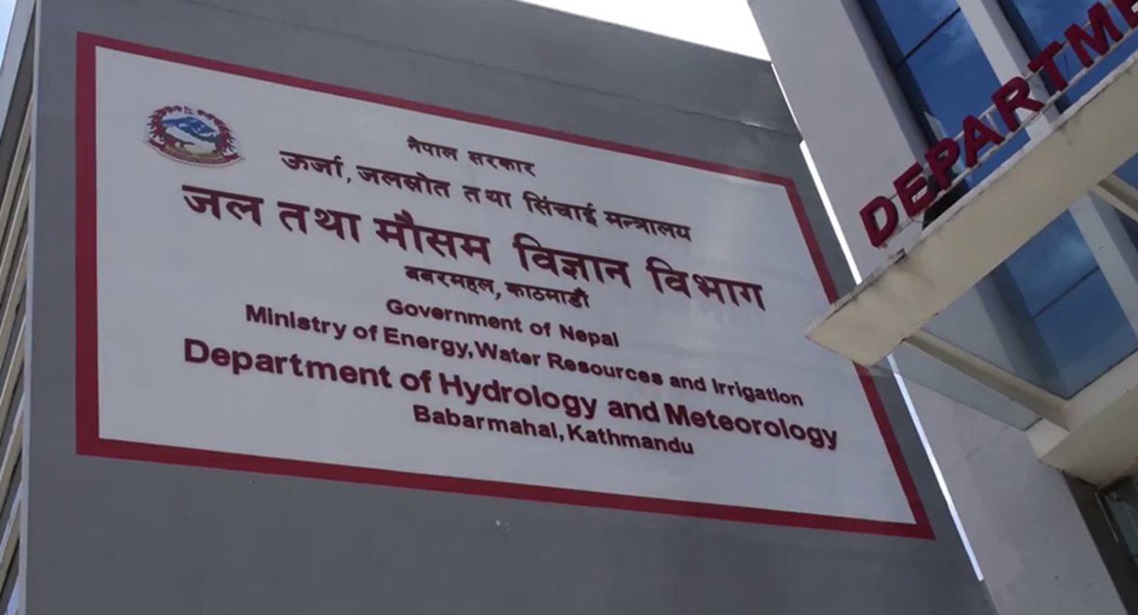 नेपाल सरकार
ऊर्जा, जलस्रोत तथा सिंचाई मन्त्रालय
जल तथा मौसम विज्ञान विभाग
बबरमहल, काठमाडौं
Government of Nepal
Ministry of Energy,Water Resources and Irrigation
Department of Hydrology and Meteorology
Babarmahal, Kathmandu
DEPARTME